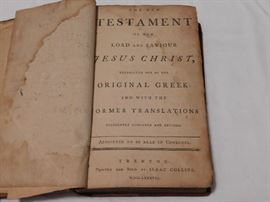 THE NEW
TESTAMENT
OF OUR
LORD AND SAVIOUR
JESUS CHRIST,
TRANSLATED OUT OF THE
ORIGINAL GREEK:
AND WITH THE
FORMER TRANSLATIONS
DILIGENTLY COMPARED AND REVISED.
APPOINTED TO BE READ IN CHURCHES.
TRENTON:
PRINTED AND SOLD BY ISAAC COLLINS.